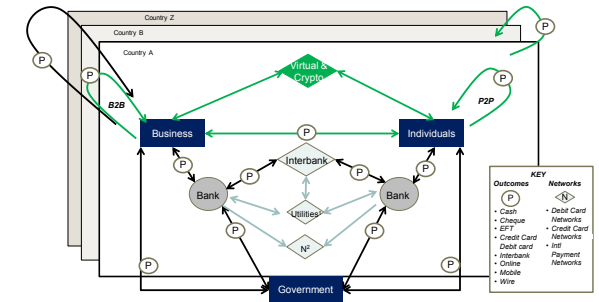 Country Z
Country B
Country A
P
P
P
P
B2B
Virtual &
Crypto
P2P
Business
P
Individuals
P
P
Interbank
P
P
Bank
Utilities
Bank
P
N²
P
P
P
Government
KEY
Outcomes
Networks
P
N
• Cash
• Cheque
• EFT
• Credit Card
Debit card
• Interbank
• Online
• Mobile
• Wire
• Debit Card
Networks
• Credit Card
Networks
• Intl
Payment
Networks